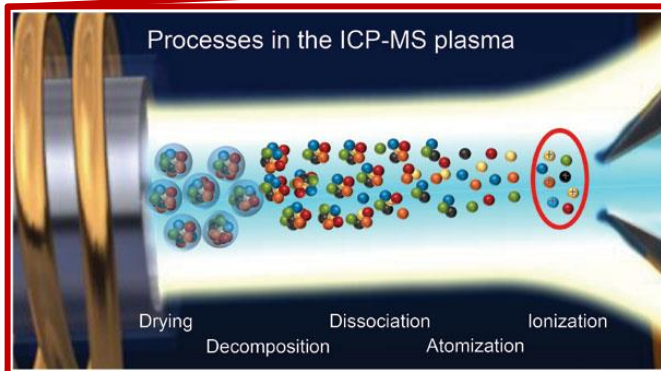 Processes in the ICP-MS plasma
Drying
Decomposition
Dissociation
Atomization
Ionization